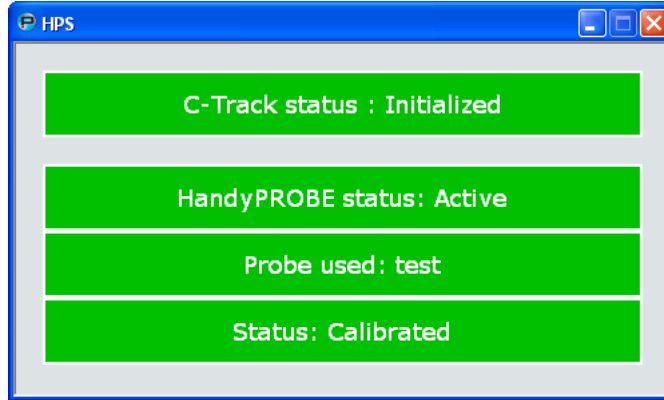 HPS
C-Track status : Initialized
HandyPROBE status: Active
Probe used: test
Status: Calibrated